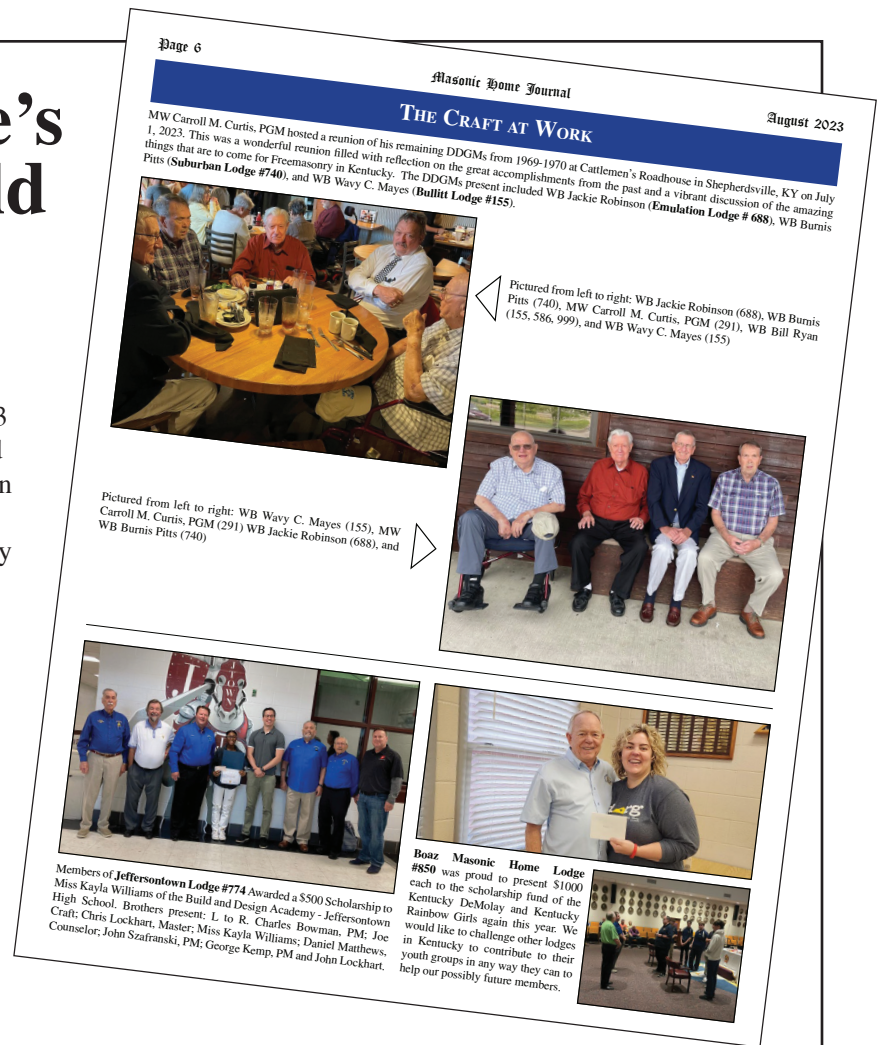 e's
ld
3
l
n
y
Page 6
Masonic Home Journal
August 2023
The Craft at Work
MW Carroll M. Curtis, PGM hosted a reunion of his remaining DDGMs from 1969-1970 at Cattlemen's Roadhouse in Shepherdsville, KY on July
1, 2023. This was a wonderful reunion filled with reflection on the great accomplishments from the past and a vibrant discussion of the amazing
things that are to come for Freemasonry in Kentucky. The DDGMs present included WB Jackie Robinson (Emulation Lodge # 688), WB Burnis
Pitts (Suburban Lodge #740), and WB Wavy C. Mayes (Bullitt Lodge #155).
Pictured from left to right: WB Jackie Robinson (688), WB Burnis
Pitts (740), MW Carroll M. Curtis, PGM (291), WB Bill Ryan
(155, 586, 999), and WB Wavy C. Mayes (155)
Pictured from left to right: WB Wavy C. Mayes (155), MW
Carroll M. Curtis, PGM (291) WB Jackie Robinson (688), and
WB Burnis Pitts (740)
Members of Jeffersontown Lodge #774 Awarded a $500 Scholarship to
Miss Kayla Williams of the Build and Design Academy - Jeffersontown
High School. Brothers present: L to R. Charles Bowman, PM; Joe
Craft; Chris Lockhart, Master; Miss Kayla Williams; Daniel Matthews,
Counselor; John Szafranski, PM; George Kemp, PM and John Lockhart.
Boaz Masonic Home Lodge
#850 was proud to present $1000
each to the scholarship fund of the
Kentucky DeMolay and Kentucky
Rainbow Girls again this year. We
would like to challenge other lodges
in Kentucky to contribute to their
youth groups in any way they can to
help our possibly future members.